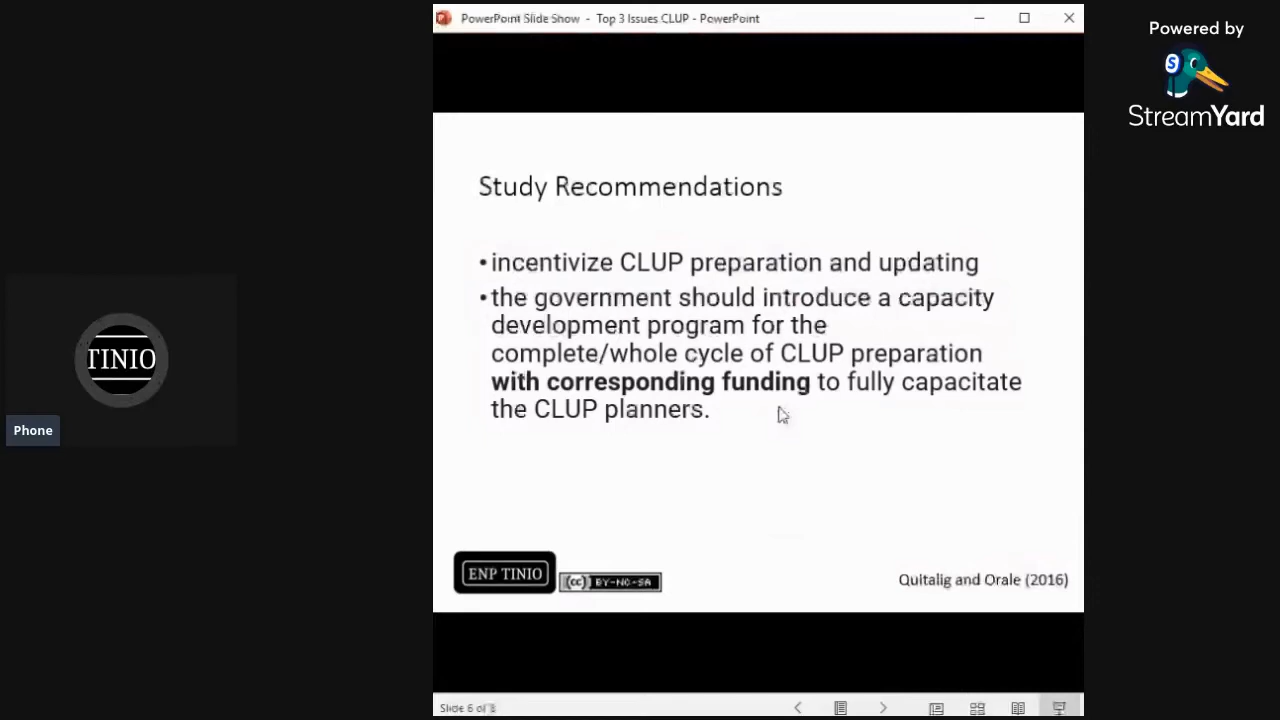 PowerPoint Slide Show - Top 3 Issues CLUP - PowerPoint
Powered by
S
StreamYard
Study Recommendations
•incentivize CLUP preparation and updating
•the government should introduce a capacity
development program for the
complete/whole cycle of CLUP preparation
with corresponding funding to fully capacitate
the CLUP planners.
TINIO
Phone
ENP TINIO
(cc) BY-NC-SA
Quitalig and Orale (2016)
Slide 6 of